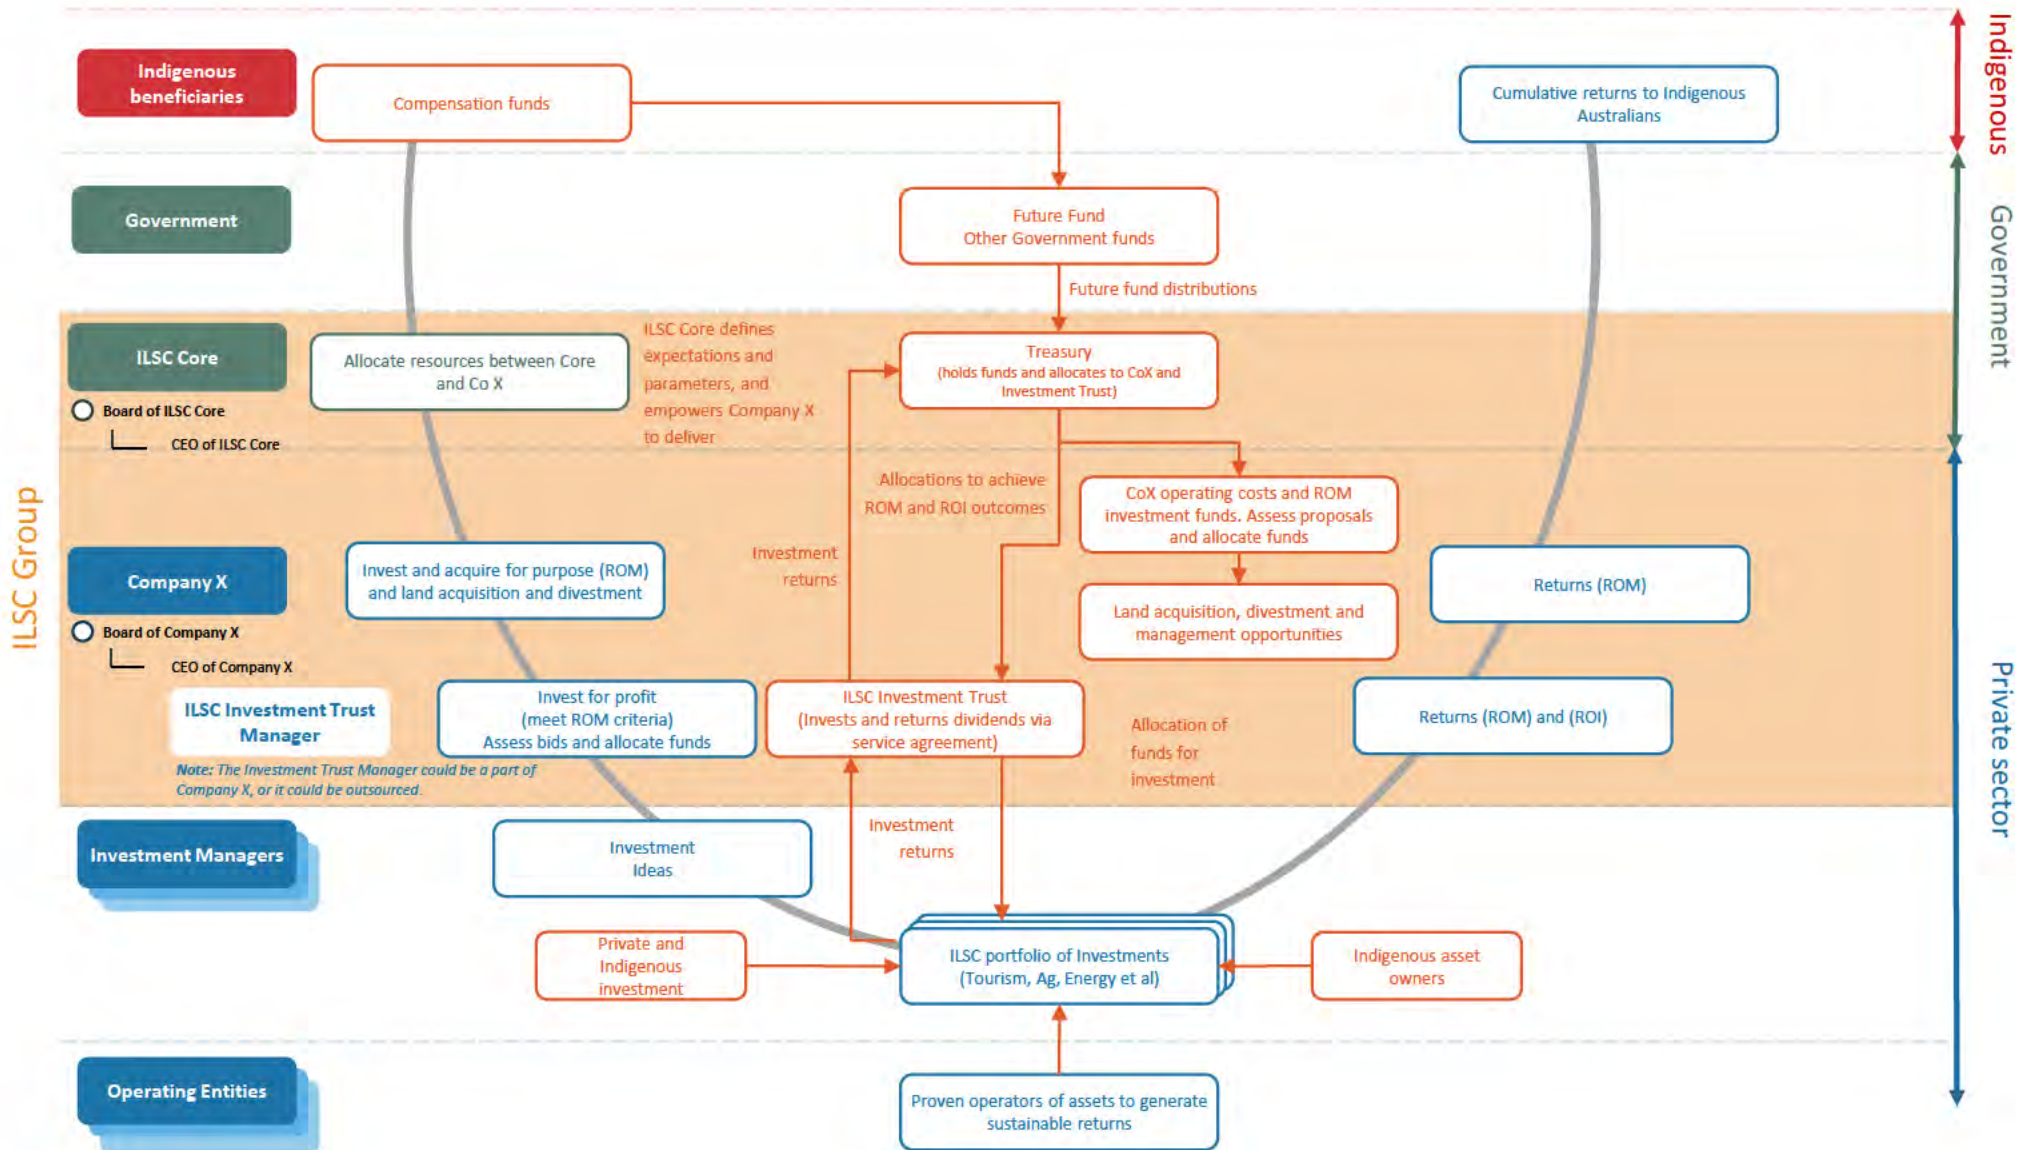 Indigenous
beneficiaries
Compensation funds
Cumulative returns to Indigenous
Australians
Indigenous
Government
Future Fund
Other Government funds
Government
Future fund distributions
ILSC Group
ILSC Core
Board of ILSC Core
CEO of ILSC Core
Allocate resources between Core
and Co X
ILSC Core defines
expectations and
parameters, and
empowers Company X
to deliver
Treasury
(holds funds and allocates to CoX and
Investment Trust)
Allocations to achieve
ROM and ROI outcomes
CoX operating costs and ROM
investment funds. Assess proposals
and allocate funds
Company X
Board of Company X
CEO of Company X
Invest and acquire for purpose (ROM)
and land acquisition and divestment
Investment
returns
Land acquisition, divestment and
management opportunities
Returns (ROM)
Private sector
ILSC Investment Trust
Manager
Note: The Investment Trust Manager could be a part of
Company X, or it could be outsourced.
Invest for profit
(meet ROM criteria)
Assess bids and allocate funds
ILSC Investment Trust
(Invests and returns dividends via
service agreement)
Allocation of
funds for
investment
Returns (ROM) and (ROI)
Investment Managers
Investment
Ideas
Investment
returns
Private and
Indigenous
investment
ILSC portfolio of Investments
(Tourism, Ag, Energy et al)
Indigenous asset
owners
Operating Entities
Proven operators of assets to generate
sustainable returns